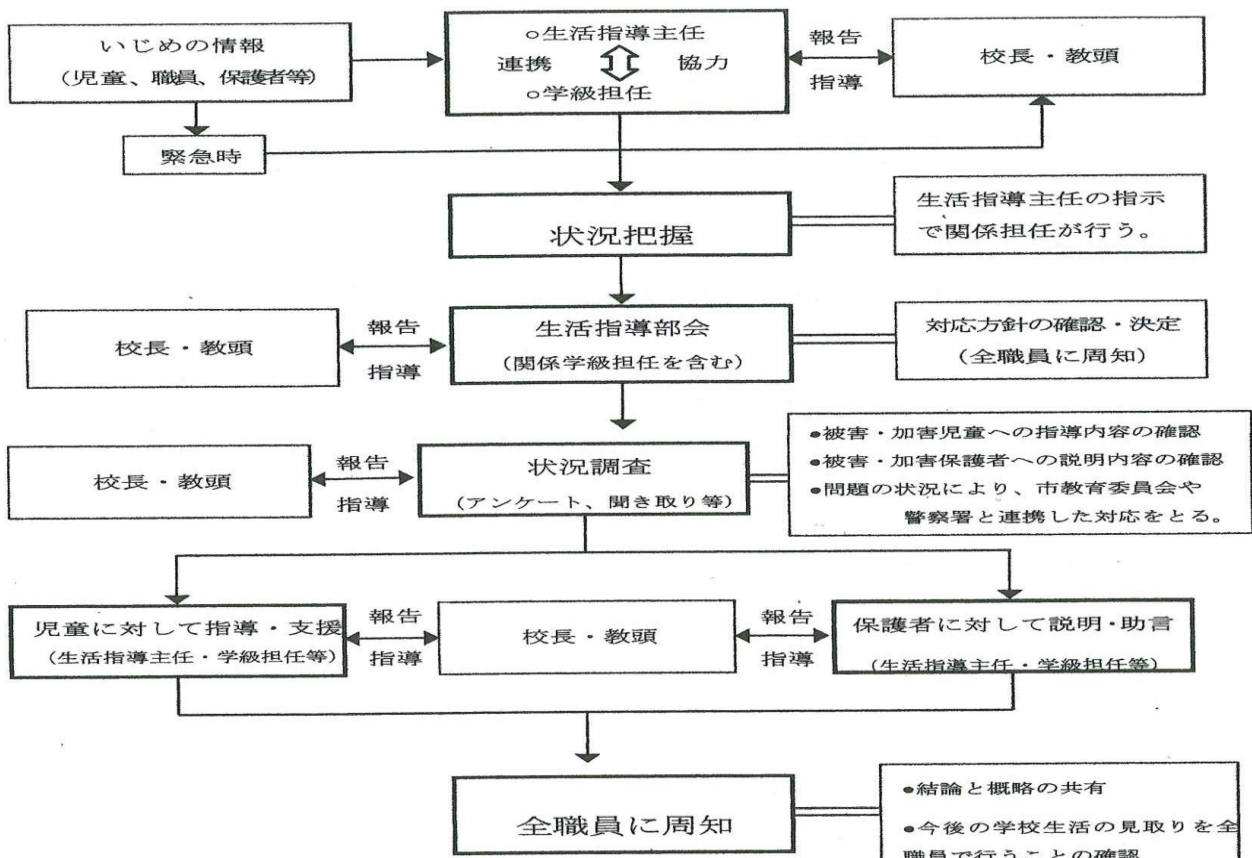 いじめの情報
(児童、職員、保護者等)
○生活指導主任
連携 協力
○学級担任
報告
指導
校長・教頭
緊急時
状況把握
生活指導主任の指示
で関係担任が行う。
校長・教頭
報告
指導
生活指導部会
(関係学級担任を含む)
対応方針の確認・決定
(全職員に周知)
校長・教頭
報告
指導
状況調査
(アンケート、聞き取り等)
●被害・加害児童への指導内容の確認
●被害・加害保護者への説明内容の確認
●問題の状況により、市教育委員会や
警察署と連携した対応をとる。
児童に対して指導・支援
(生活指導主任・学級担任等)
報告
指導
校長・教頭
報告
指導
保護者に対して説明・助言
(生活指導主任・学級担任等)
全職員に周知
●結論と概略の共有
●今後の学校生活の見取りを全
職員で行うことの確認